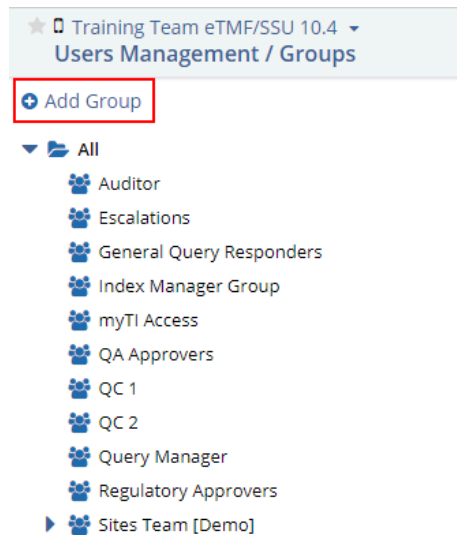 Training Team eTMF/SSU 10.4
Users Management / Groups
Add Group
All
Auditor
Escalations
General Query Responders
Index Manager Group
myTI Access
QA Approvers
QC 1
QC 2
Query Manager
Regulatory Approvers
Sites Team [Demo]